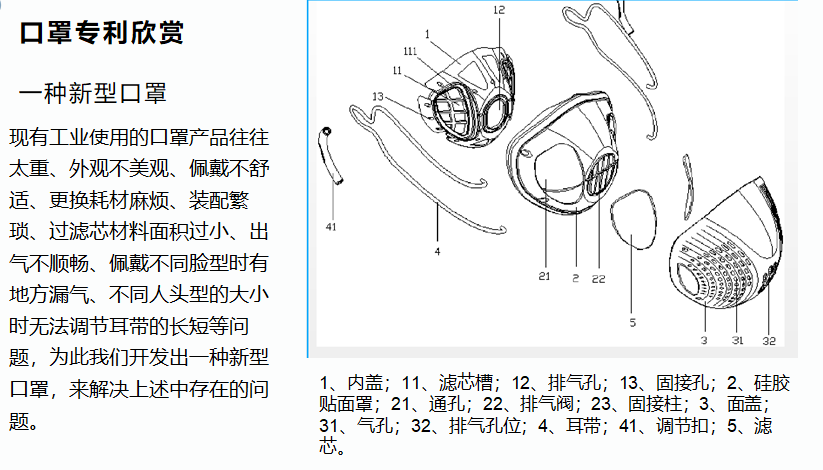 口罩专利欣赏
一种新型口罩
现有工业使用的口罩产品往往
太重、外观不美观、佩戴不舒
适、更换耗材麻烦、装配繁
琐、过滤芯材料面积过小、出
气不顺畅、佩戴不同脸型时有
地方漏气、不同人头型的大小
时无法调节耳带的长短等问
题，为此我们开发出一种新型
口罩，来解决上述中存在的问
题。
12
1
111
11
13
41
4
21
2
22
5
3
31
32
1、内盖；11、滤芯槽；12、排气孔；13、固接孔；2、硅胶
贴面罩；21、通孔；22、排气阀；23、固接柱；3、面盖；
31、气孔；32、排气孔位；4、耳带；41、调节扣；5、滤
芯。